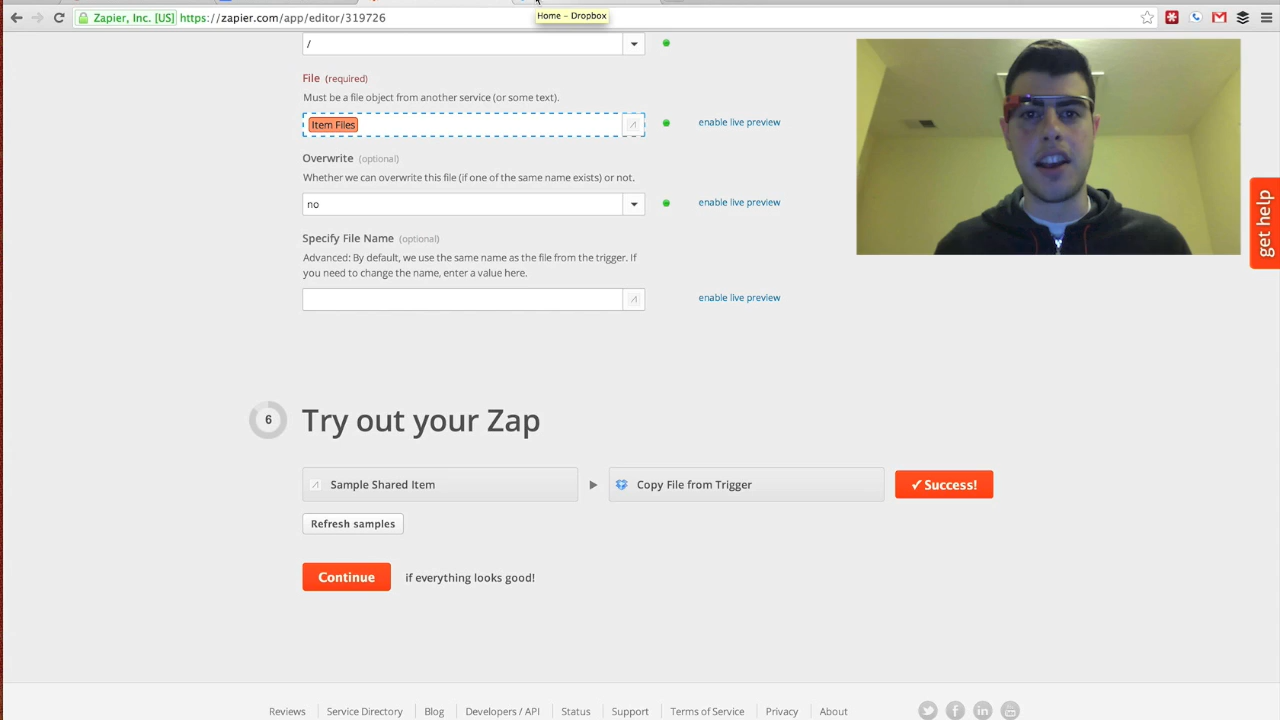 Home – Dropbox
Zapier, Inc. [US] https://zapier.com/app/editor/319726
/
File (required)
Must be a file object from another service (or some text).
Item Files
enable live preview
Overwrite (optional)
Whether we can overwrite this file (if one of the same name exists) or not.
no
enable live preview
Specify File Name (optional)
Advanced: By default, we use the same name as the file from the trigger. If
you need to change the name, enter a value here.
enable live preview
get help
6 Try out your Zap
Sample Shared Item
Copy File from Trigger
✓ Success!
Refresh samples
Continue if everything looks good!
Reviews Service Directory Blog Developers / API Status Support Terms of Service Privacy About